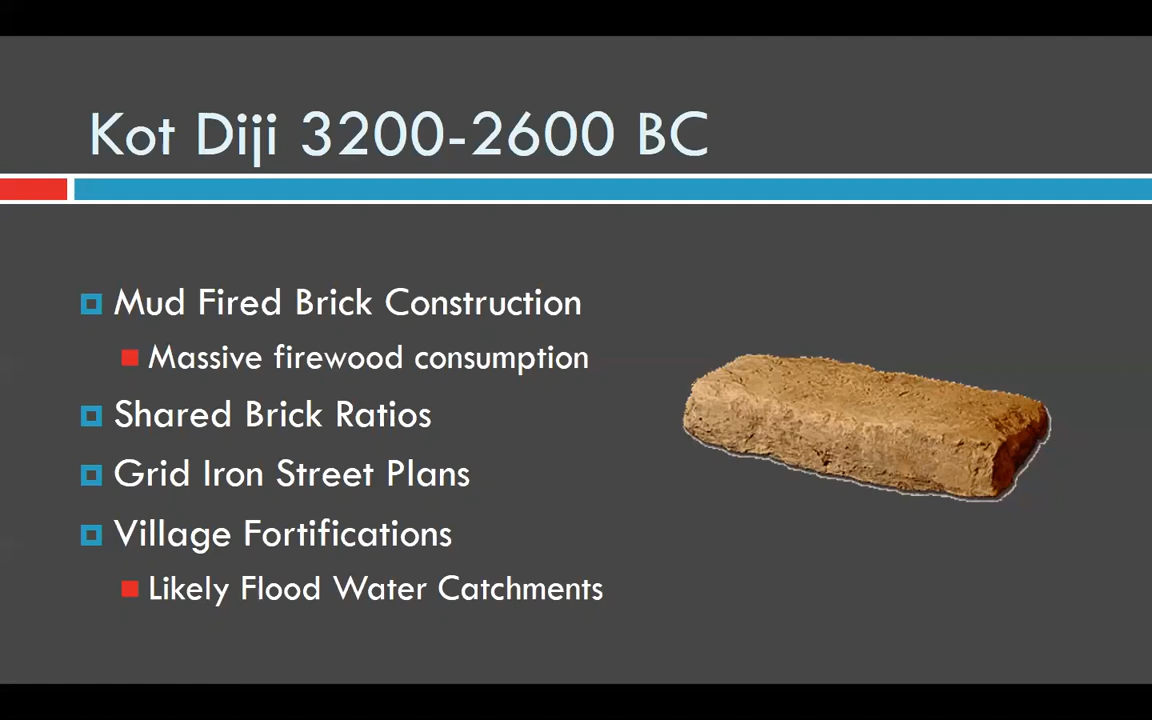 Kot Diji 3200-2600 BC
Mud Fired Brick Construction
Massive firewood consumption
Shared Brick Ratios
Grid Iron Street Plans
Village Fortifications
Likely Flood Water Catchments